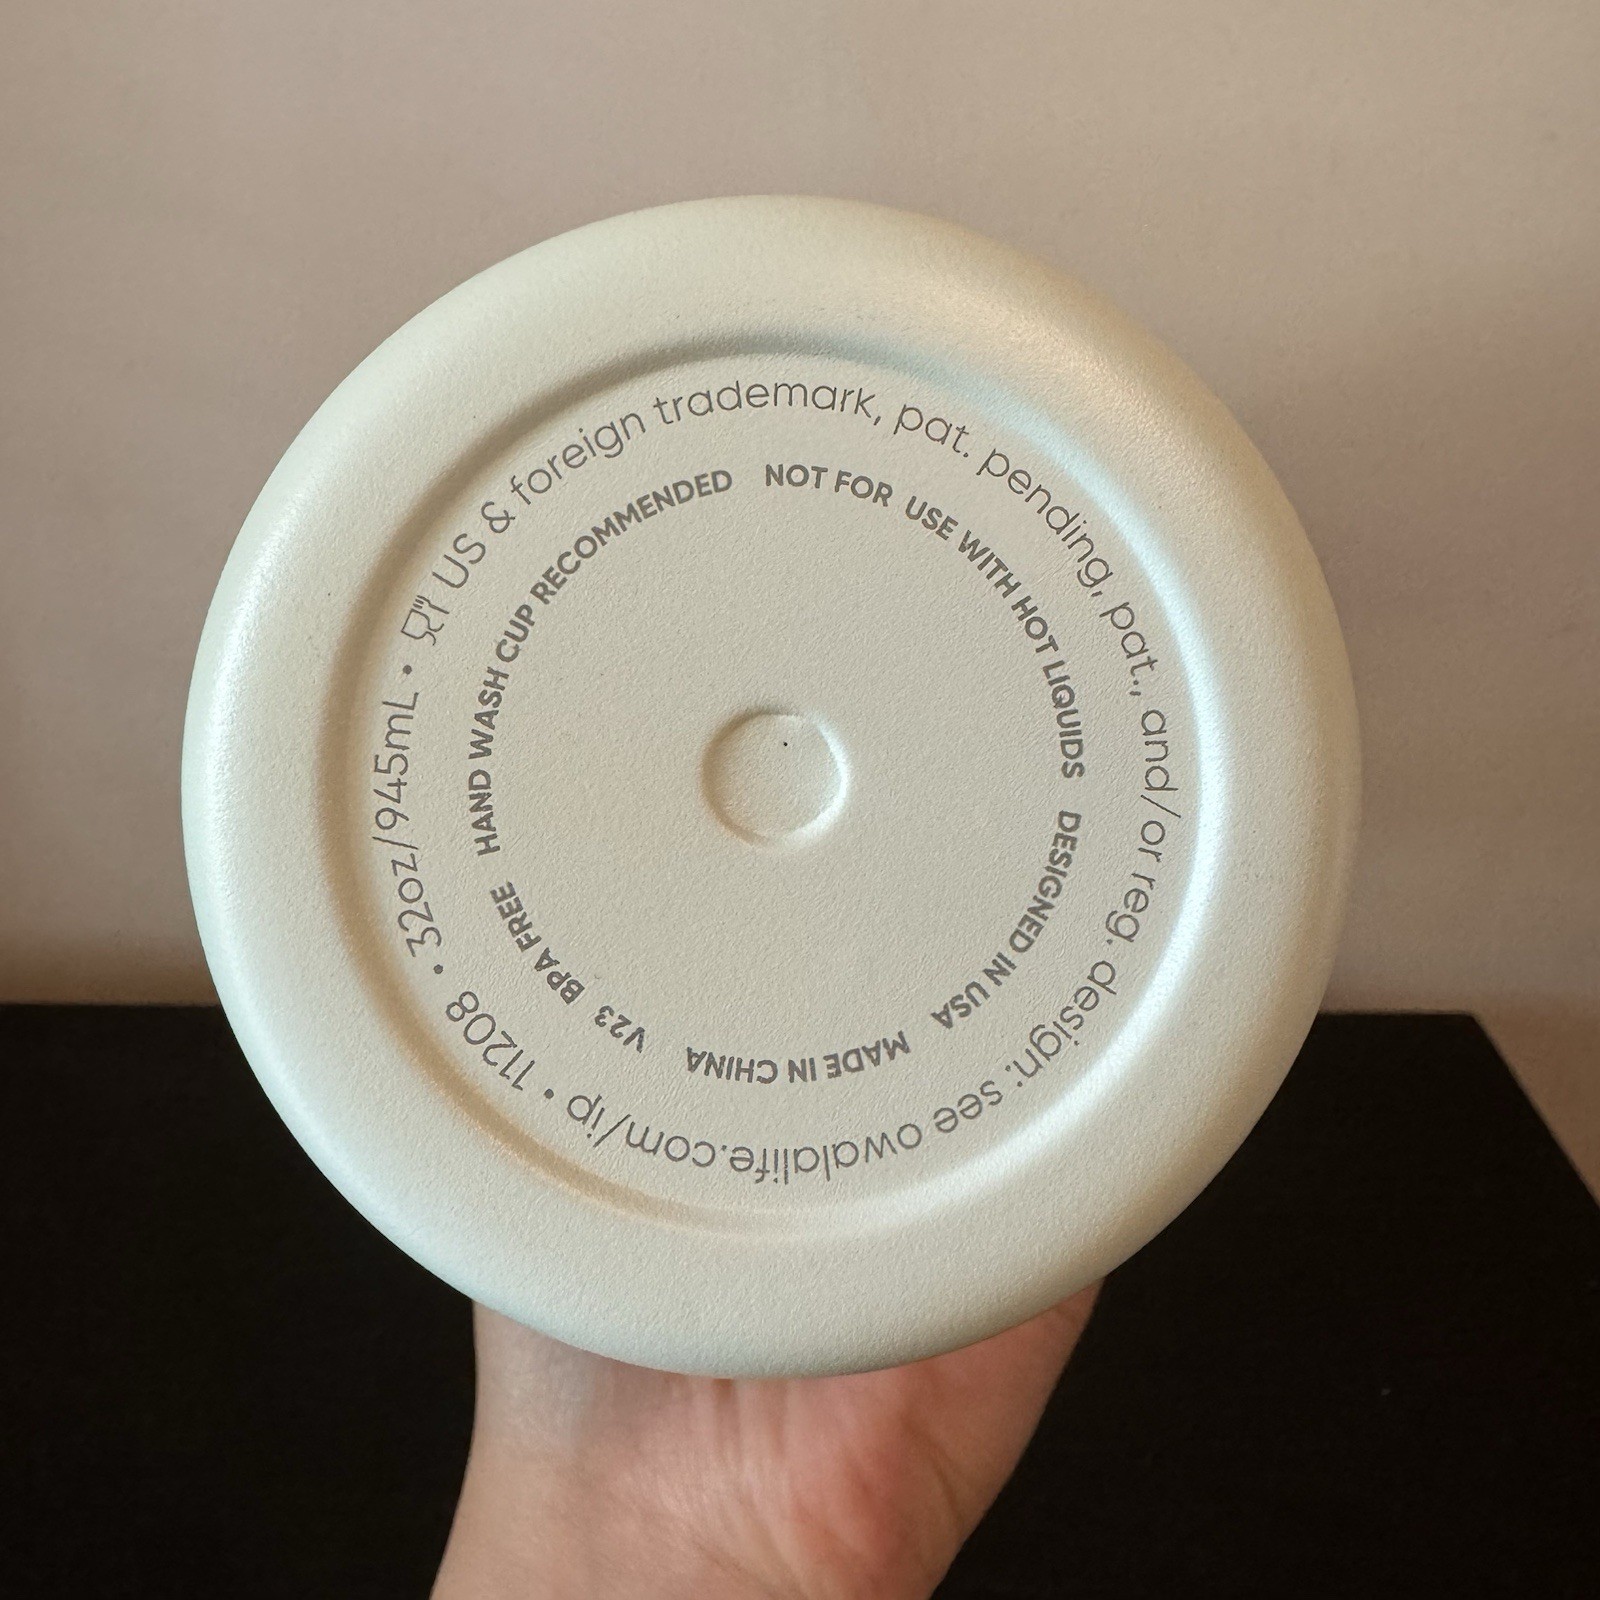 US & foreign trademark, pat. pending, pat., and/or reg. design: see owalalife.com/ip • 11208 • 32oz/945mL •
HAND WASH CUP RECOMMENDED NOT FOR USE WITH HOT LIQUIDS DESIGNED IN USA MADE IN CHINA V23 BPA FREE